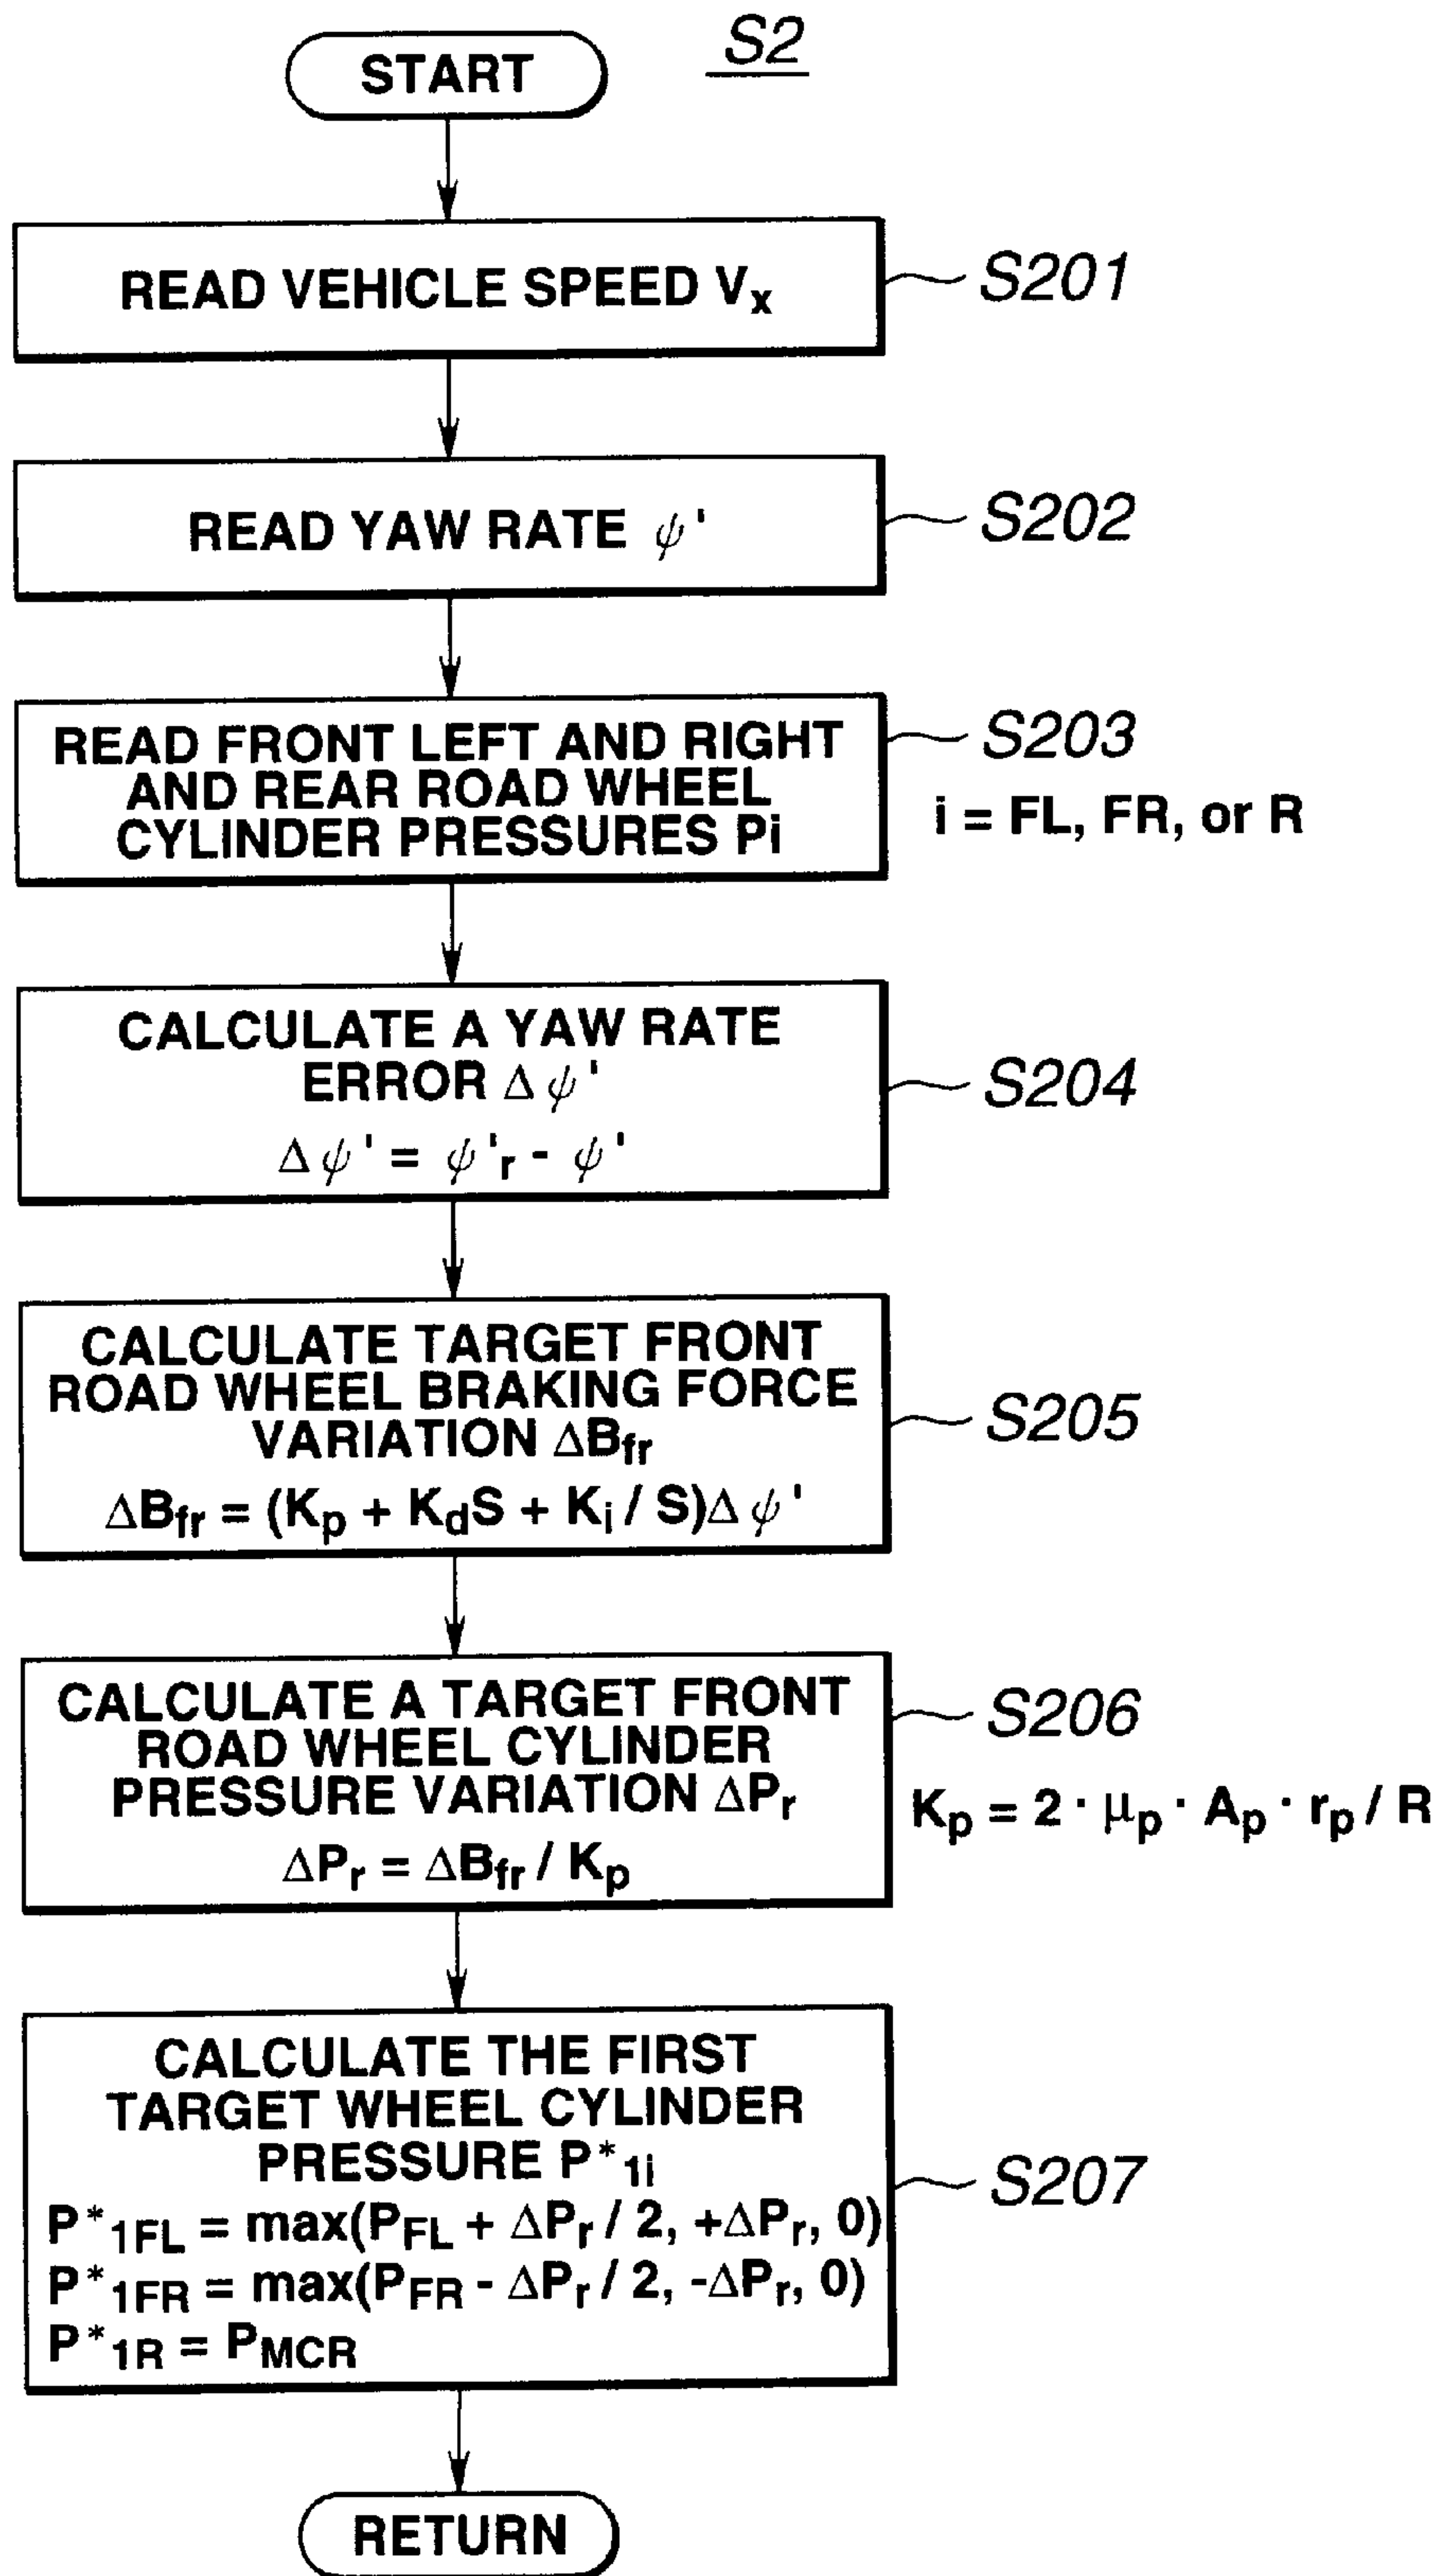 S2
START
READ VEHICLE SPEED Vx
S201
READ YAW RATE ψ'
S202
READ FRONT LEFT AND RIGHT
AND REAR ROAD WHEEL
CYLINDER PRESSURES Pi
S203
i = FL, FR, or R
CALCULATE A YAW RATE
ERROR Δψ'
Δψ' = ψ'r - ψ'
S204
CALCULATE TARGET FRONT
ROAD WHEEL BRAKING FORCE
VARIATION ΔBfr
ΔBfr = (Kp + KdS + Ki / S)Δψ'
S205
CALCULATE A TARGET FRONT
ROAD WHEEL CYLINDER
PRESSURE VARIATION ΔPr
ΔPr = ΔBfr / Kp
S206
Kp = 2 · μp · Ap · rp / R
CALCULATE THE FIRST
TARGET WHEEL CYLINDER
PRESSURE P*1i
P*1FL = max(PFL + ΔPr / 2, +ΔPr, 0)
P*1FR = max(PFR - ΔPr / 2, -ΔPr, 0)
P*1R = PMCR
S207
RETURN